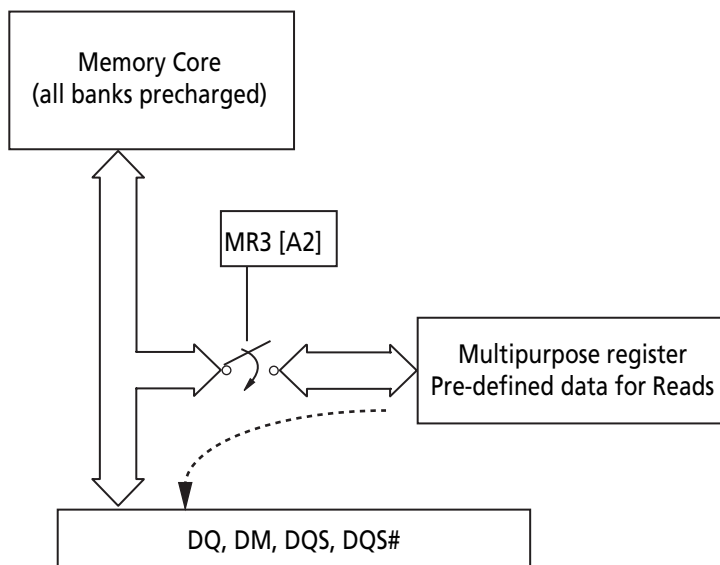 Memory Core
(all banks precharged)
MR3 [A2]
Multipurpose register
Pre-defined data for Reads
DQ, DM, DQS, DQS#